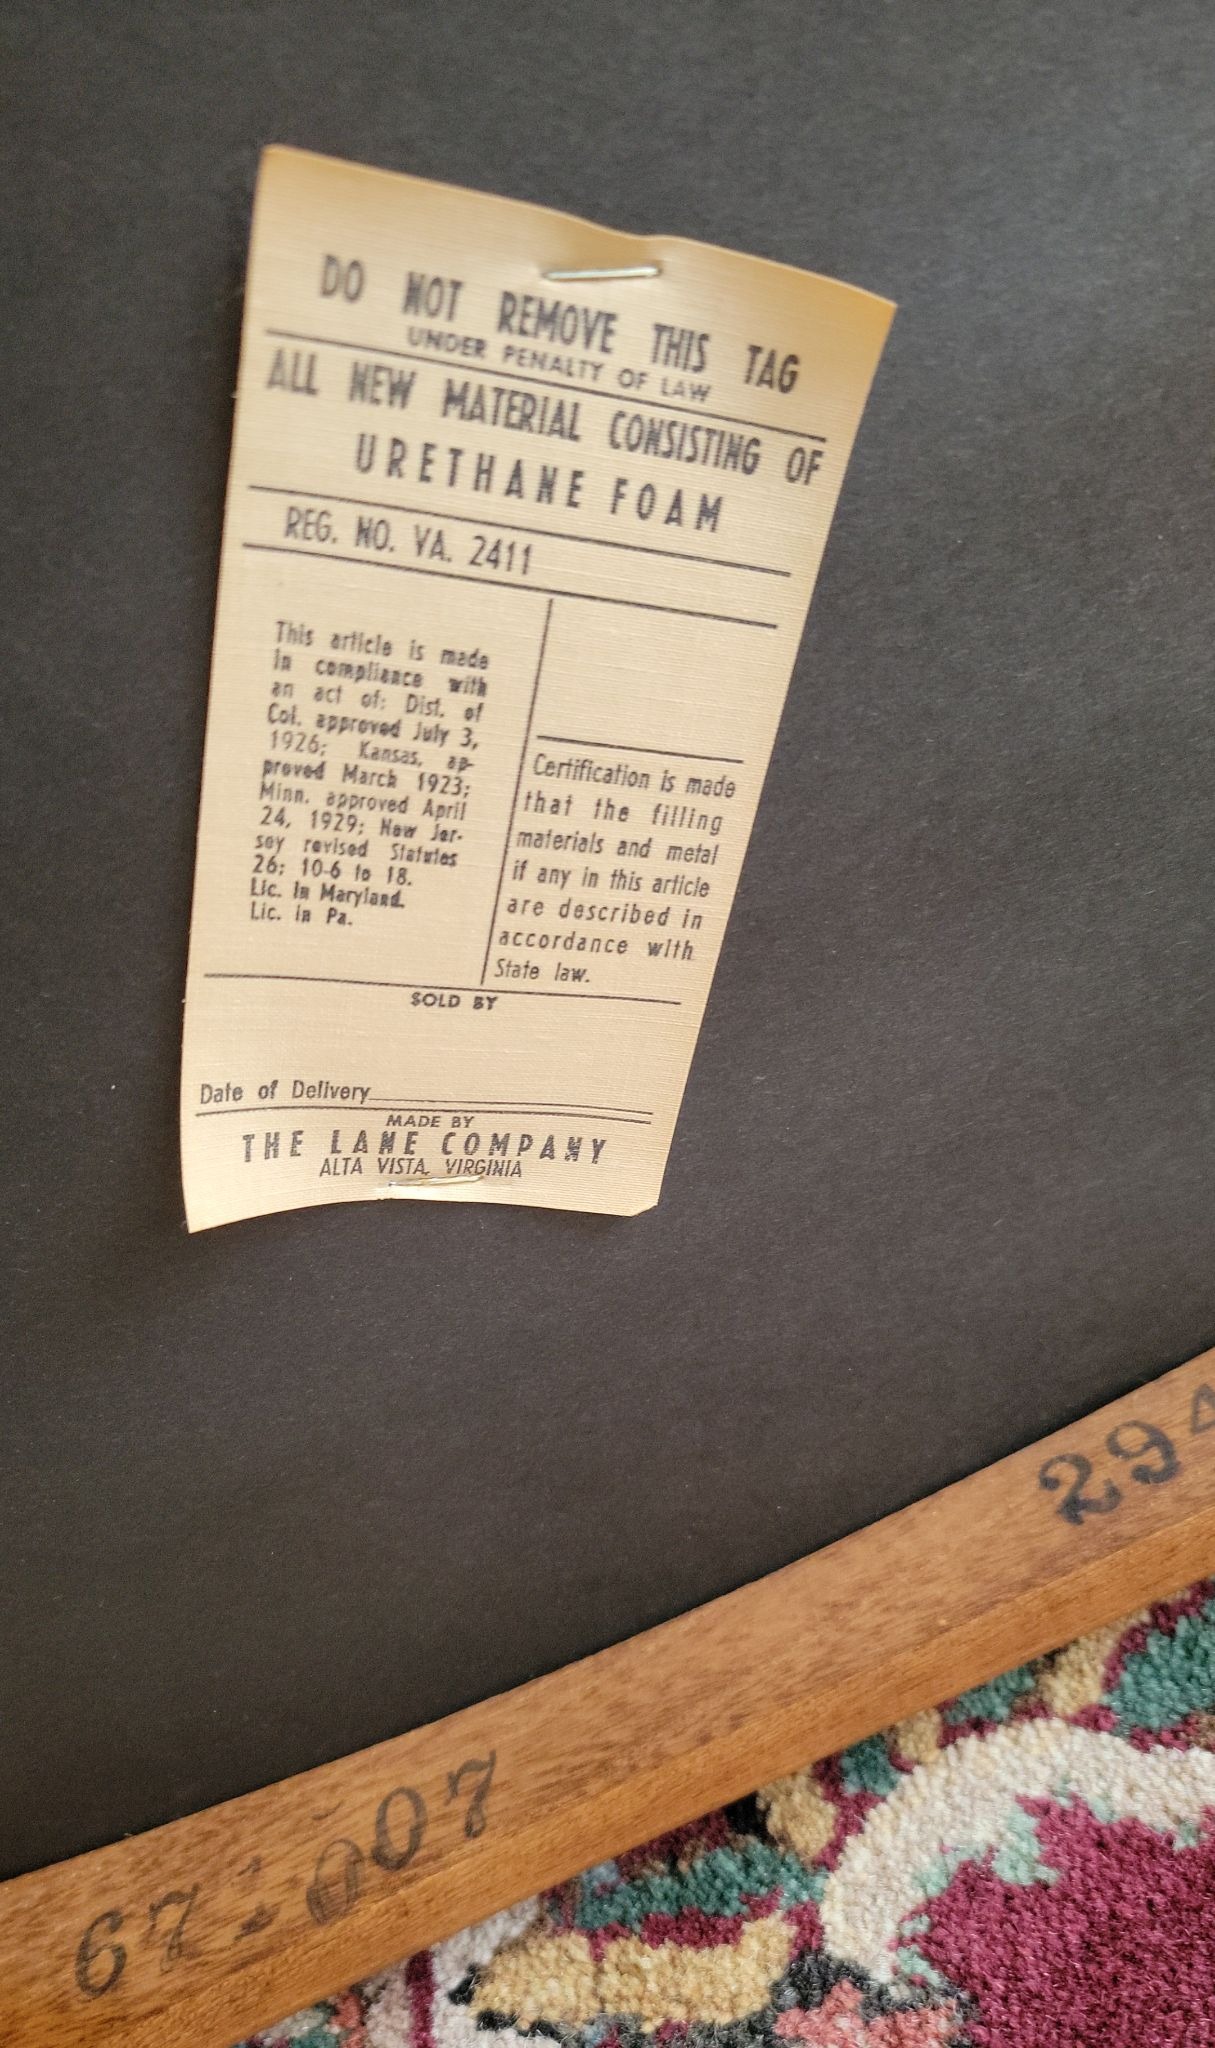 DO NOT REMOVE THIS TAG
UNDER PENALTY OF LAW
ALL NEW MATERIAL CONSISTING OF
URETHANE FOAM
REG. NO. VA. 2411
This article is made
in compliance with
an act of: Dist. of
Col. approved July 3,
1926; Kansas, ap-
proved March 1923;
Minn. approved April
24, 1929; New Jer-
sey revised Statutes
26; 10-6 to 18.
Lic. in Maryland.
Lic. in Pa.
Certification is made
that the filling
materials and metal
if any in this article
are described in
accordance with
State law.
SOLD BY
Date of Delivery
MADE BY
THE LANE COMPANY
ALTA VISTA, VIRGINIA
294
67-007